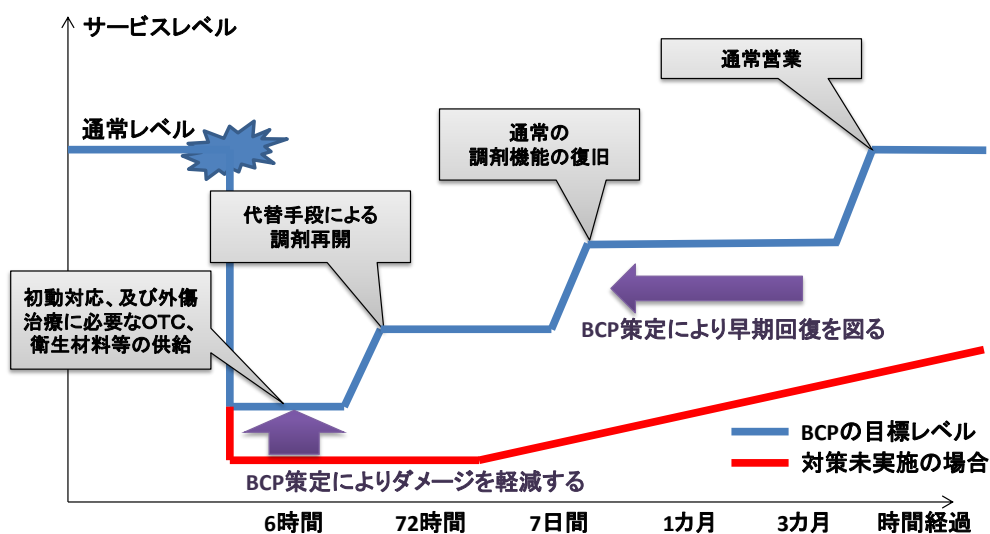 サービスレベル
通常営業
通常レベル
通常の
調剤機能の復旧
代替手段による
調剤再開
初動対応、及び外傷
治療に必要なOTC、
衛生材料等の供給
BCP策定により早期回復を図る
BCPの目標レベル
対策未実施の場合
BCP策定によりダメージを軽減する
6時間
72時間
7日間
1カ月
3カ月
時間経過